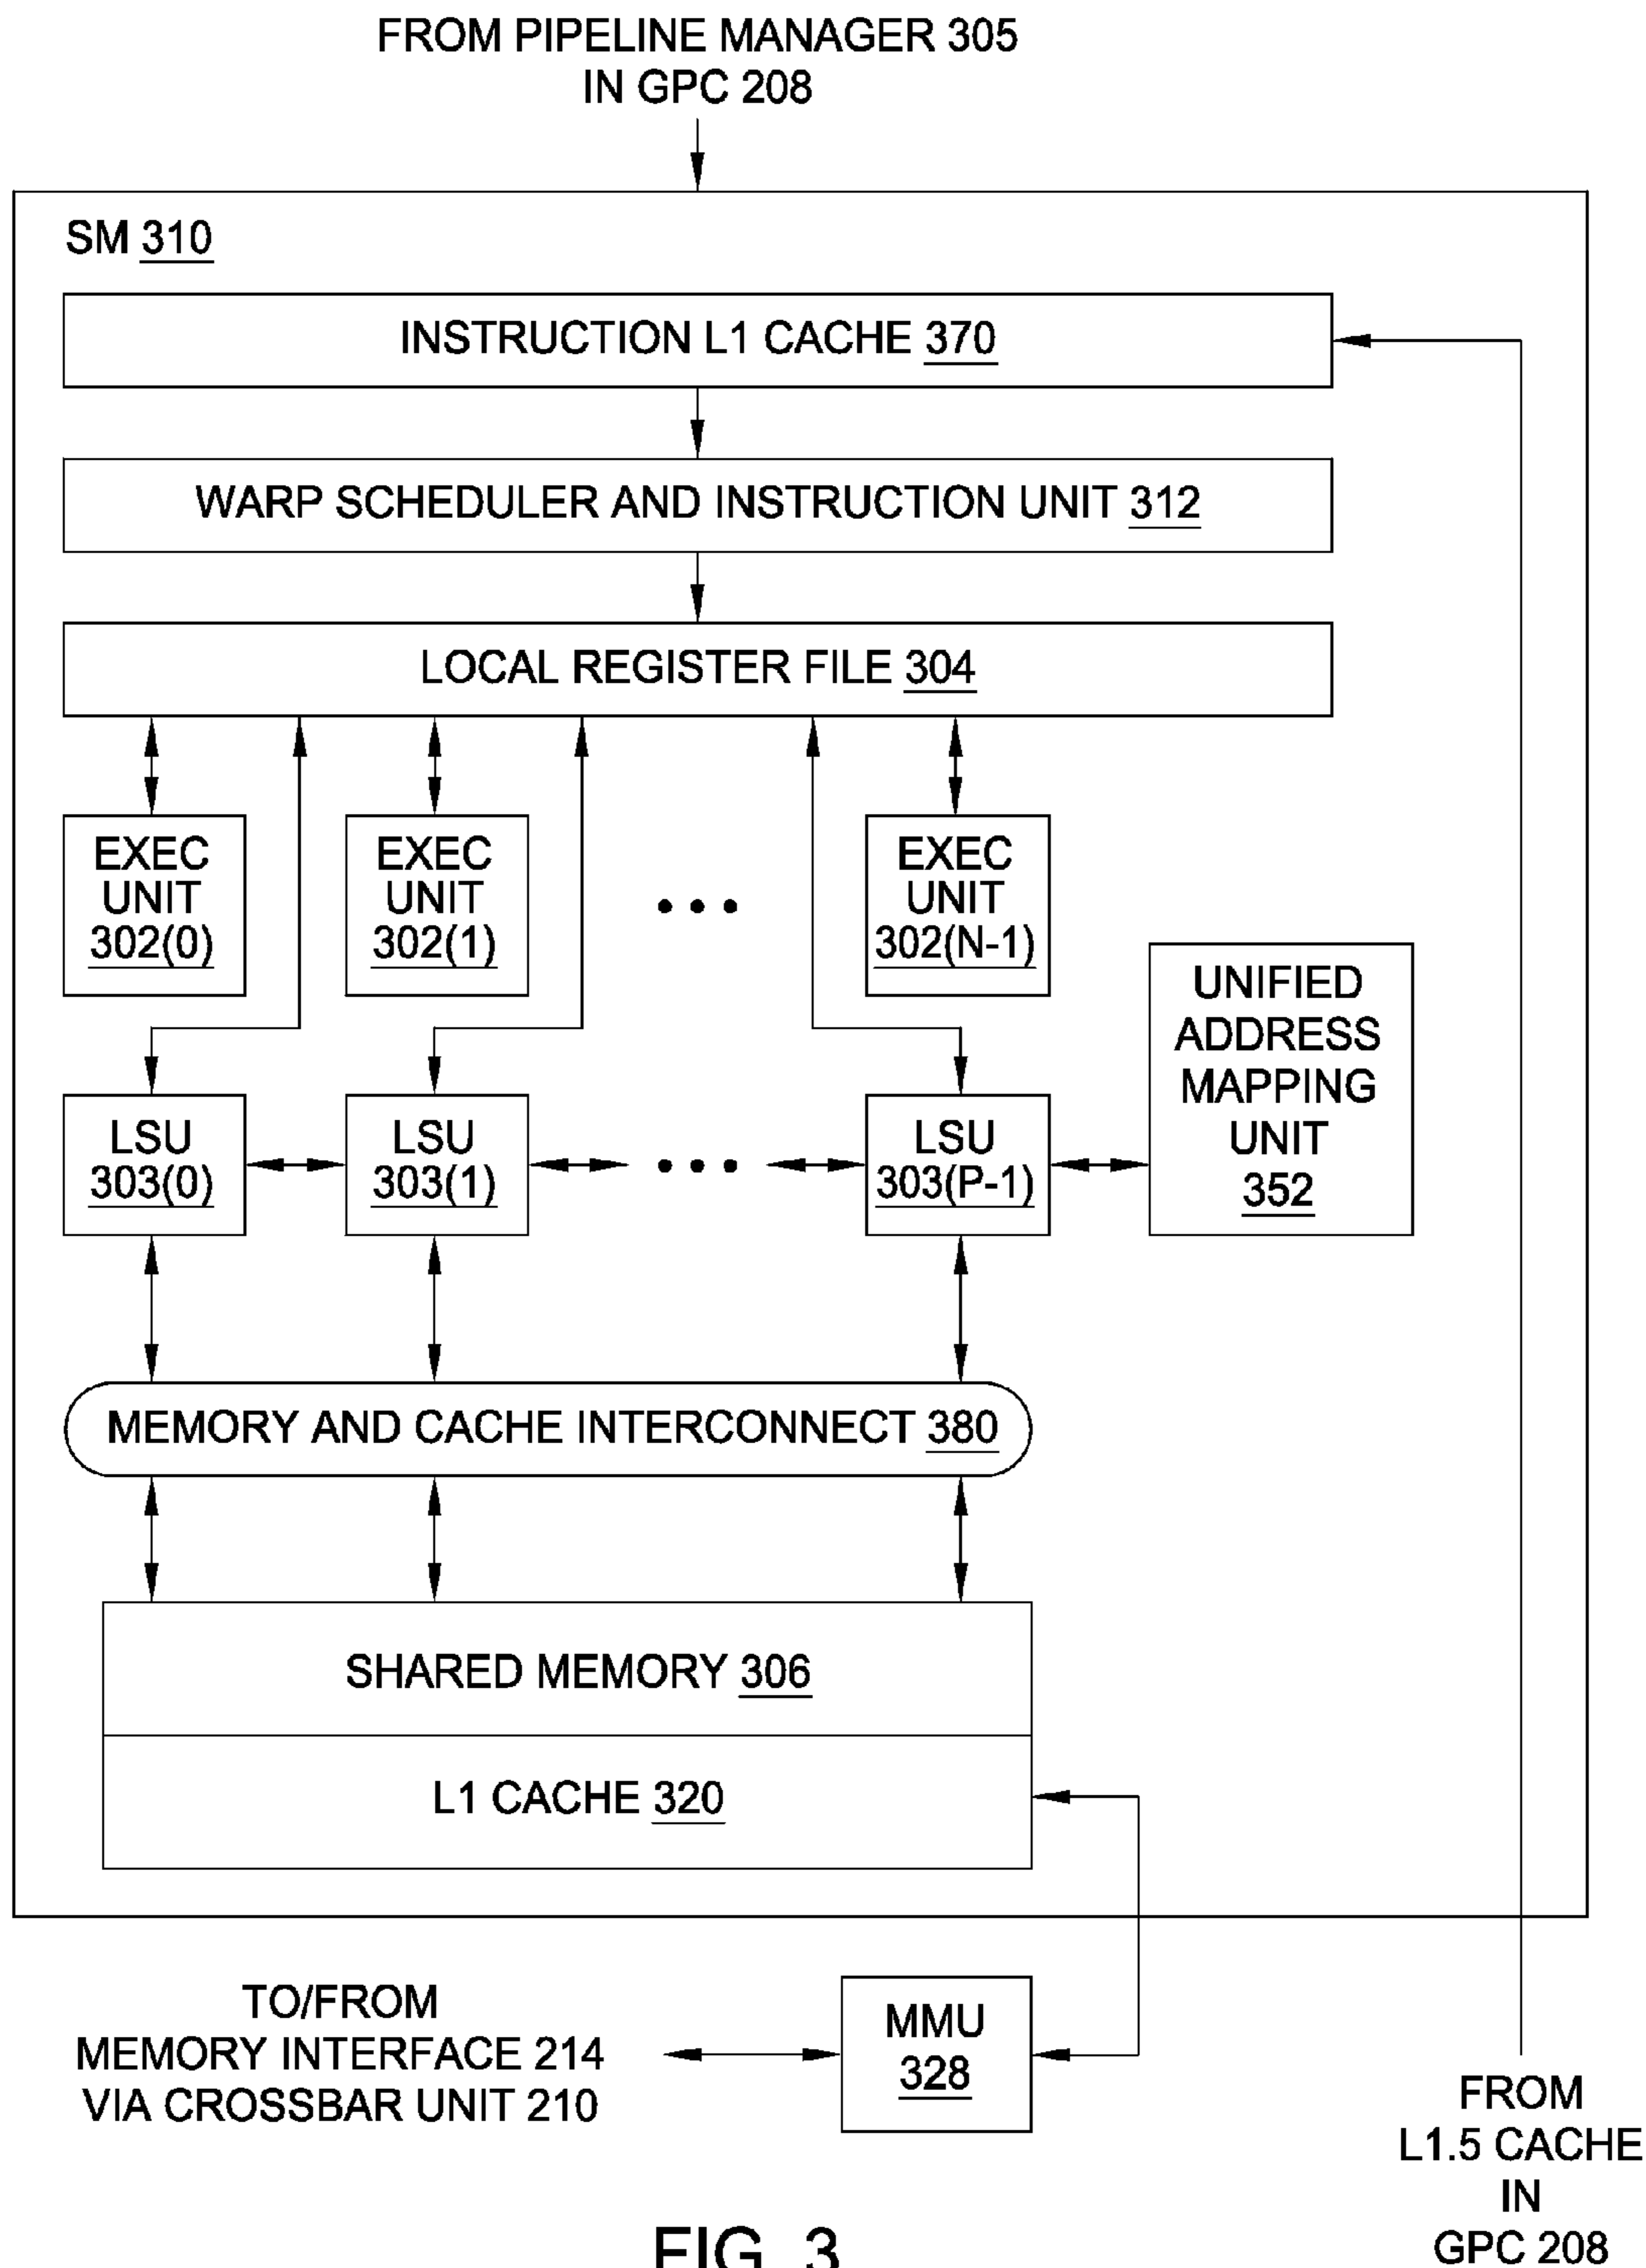 FROM PIPELINE MANAGER 305
IN GPC 208
SM 310
INSTRUCTION L1 CACHE 370
WARP SCHEDULER AND INSTRUCTION UNIT 312
LOCAL REGISTER FILE 304
EXEC
UNIT
302(0)
EXEC
UNIT
302(1)
EXEC
UNIT
302(N-1)
UNIFIED
ADDRESS
MAPPING
UNIT
352
LSU
303(0)
LSU
303(1)
LSU
303(P-1)
MEMORY AND CACHE INTERCONNECT 380
SHARED MEMORY 306
L1 CACHE 320
TO/FROM
MEMORY INTERFACE 214
VIA CROSSBAR UNIT 210
MMU
328
FROM
L1.5 CACHE
IN
GPC 208
FIG. 3